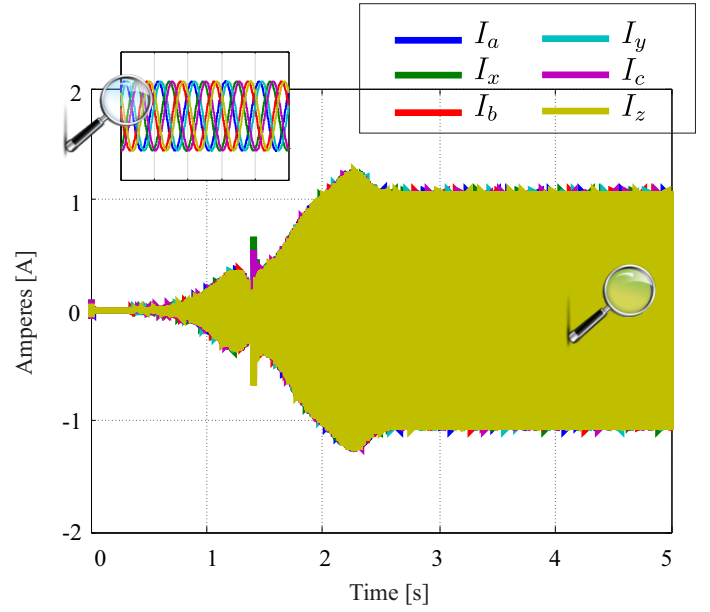 I_a I_y
I_x I_c
I_b I_z
2
1
0
-1
-2
0 1 2 3 4 5
Amperes [A]
Time [s]